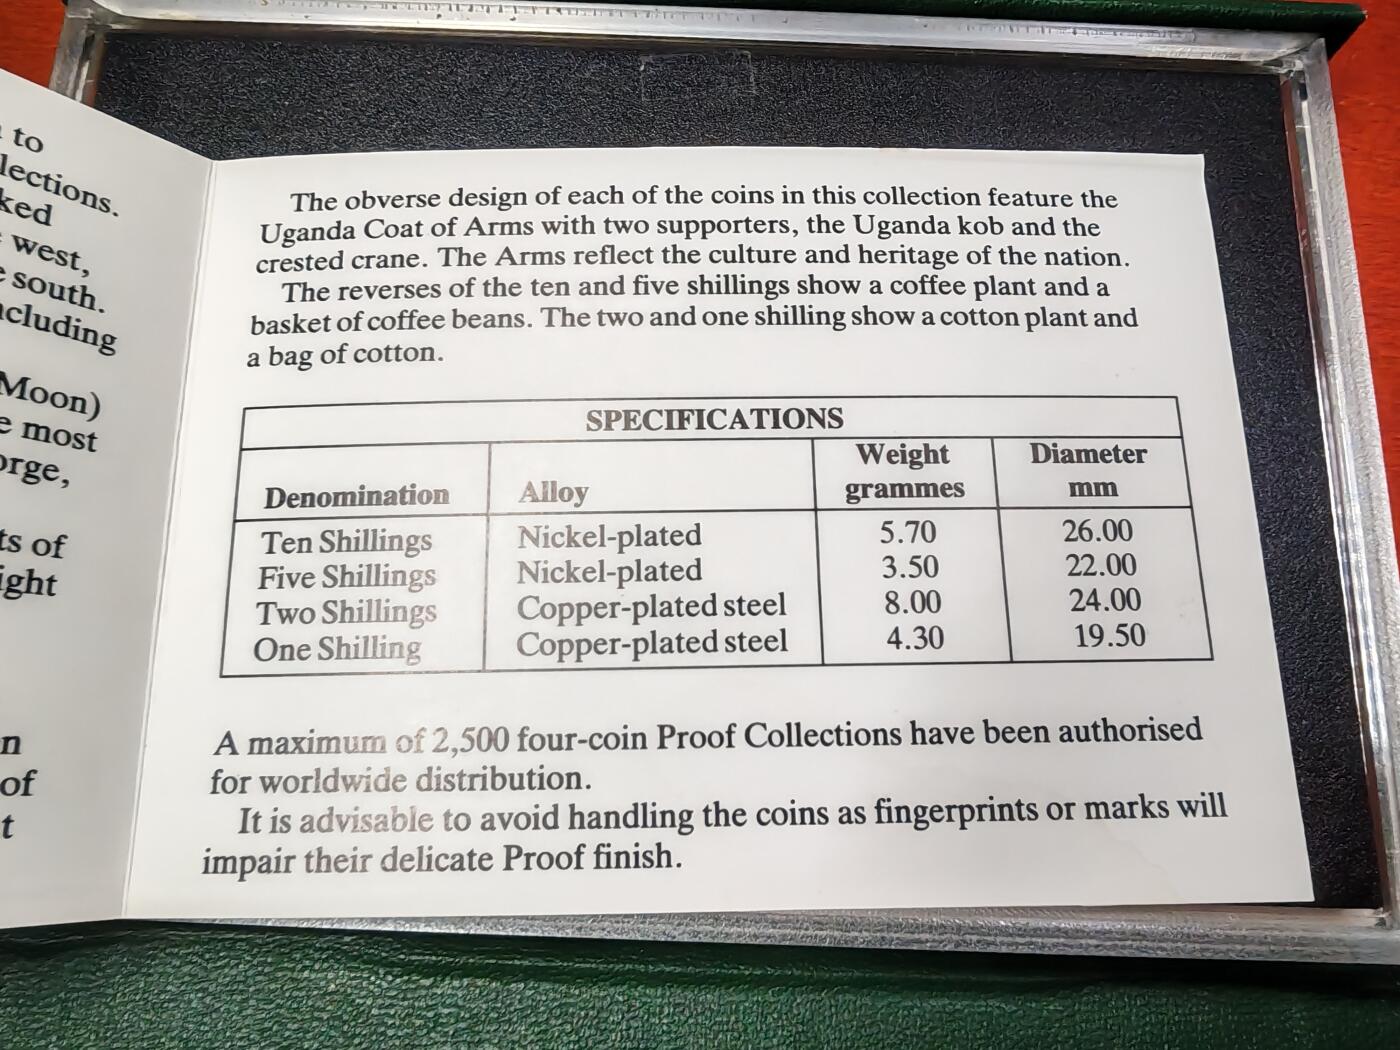 to
lections.
ked
west,
south.
cluding
Moon)
most
orge,
ts of
ight
n
of
t
The obverse design of each of the coins in this collection feature the
Uganda Coat of Arms with two supporters, the Uganda kob and the
crested crane. The Arms reflect the culture and heritage of the nation.
The reverses of the ten and five shillings show a coffee plant and a
basket of coffee beans. The two and one shilling show a cotton plant and
a bag of cotton.
SPECIFICATIONS
Denomination Alloy Weight grammes Diameter mm
Ten Shillings Nickel-plated 5.70 26.00
Five Shillings Nickel-plated 3.50 22.00
Two Shillings Copper-plated steel 8.00 24.00
One Shilling Copper-plated steel 4.30 19.50
A maximum of 2,500 four-coin Proof Collections have been authorised
for worldwide distribution.
It is advisable to avoid handling the coins as fingerprints or marks will
impair their delicate Proof finish.